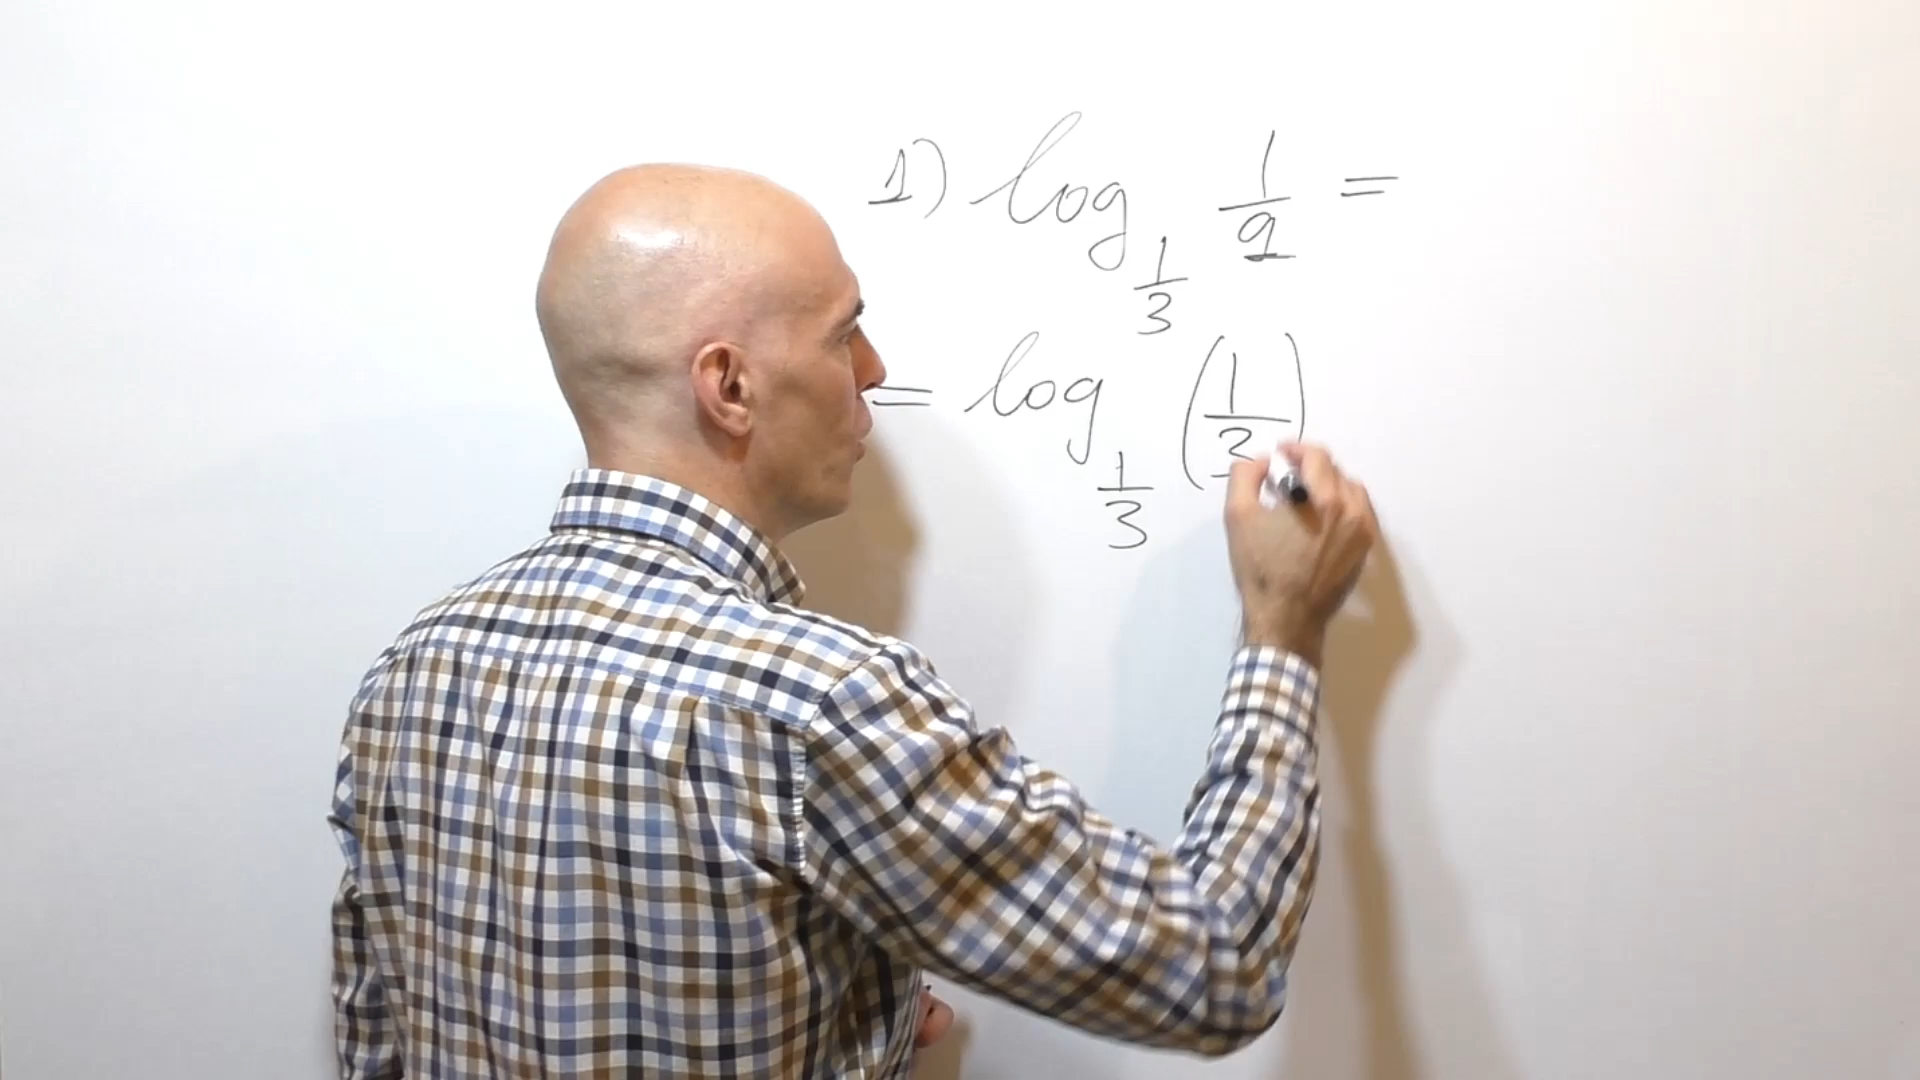 1) log_{1/3} 1/9 =
= log_{1/3} (1/3)